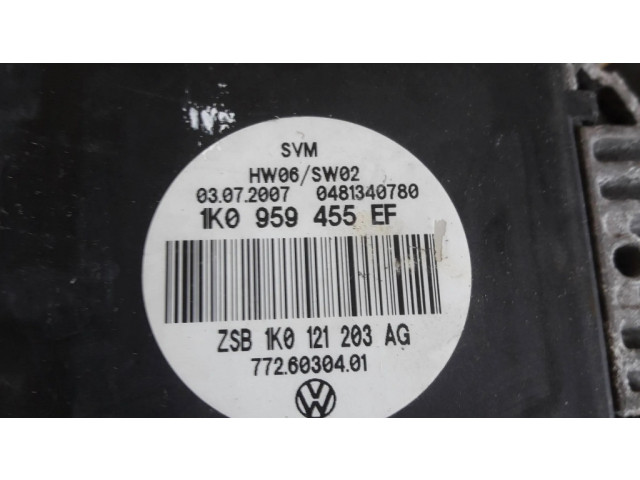 SVM
HW06/SW02
03.07.2007 0481340780
1K0 959 455 EF
ZSB 1K0 121 203 AG
772.60304.01